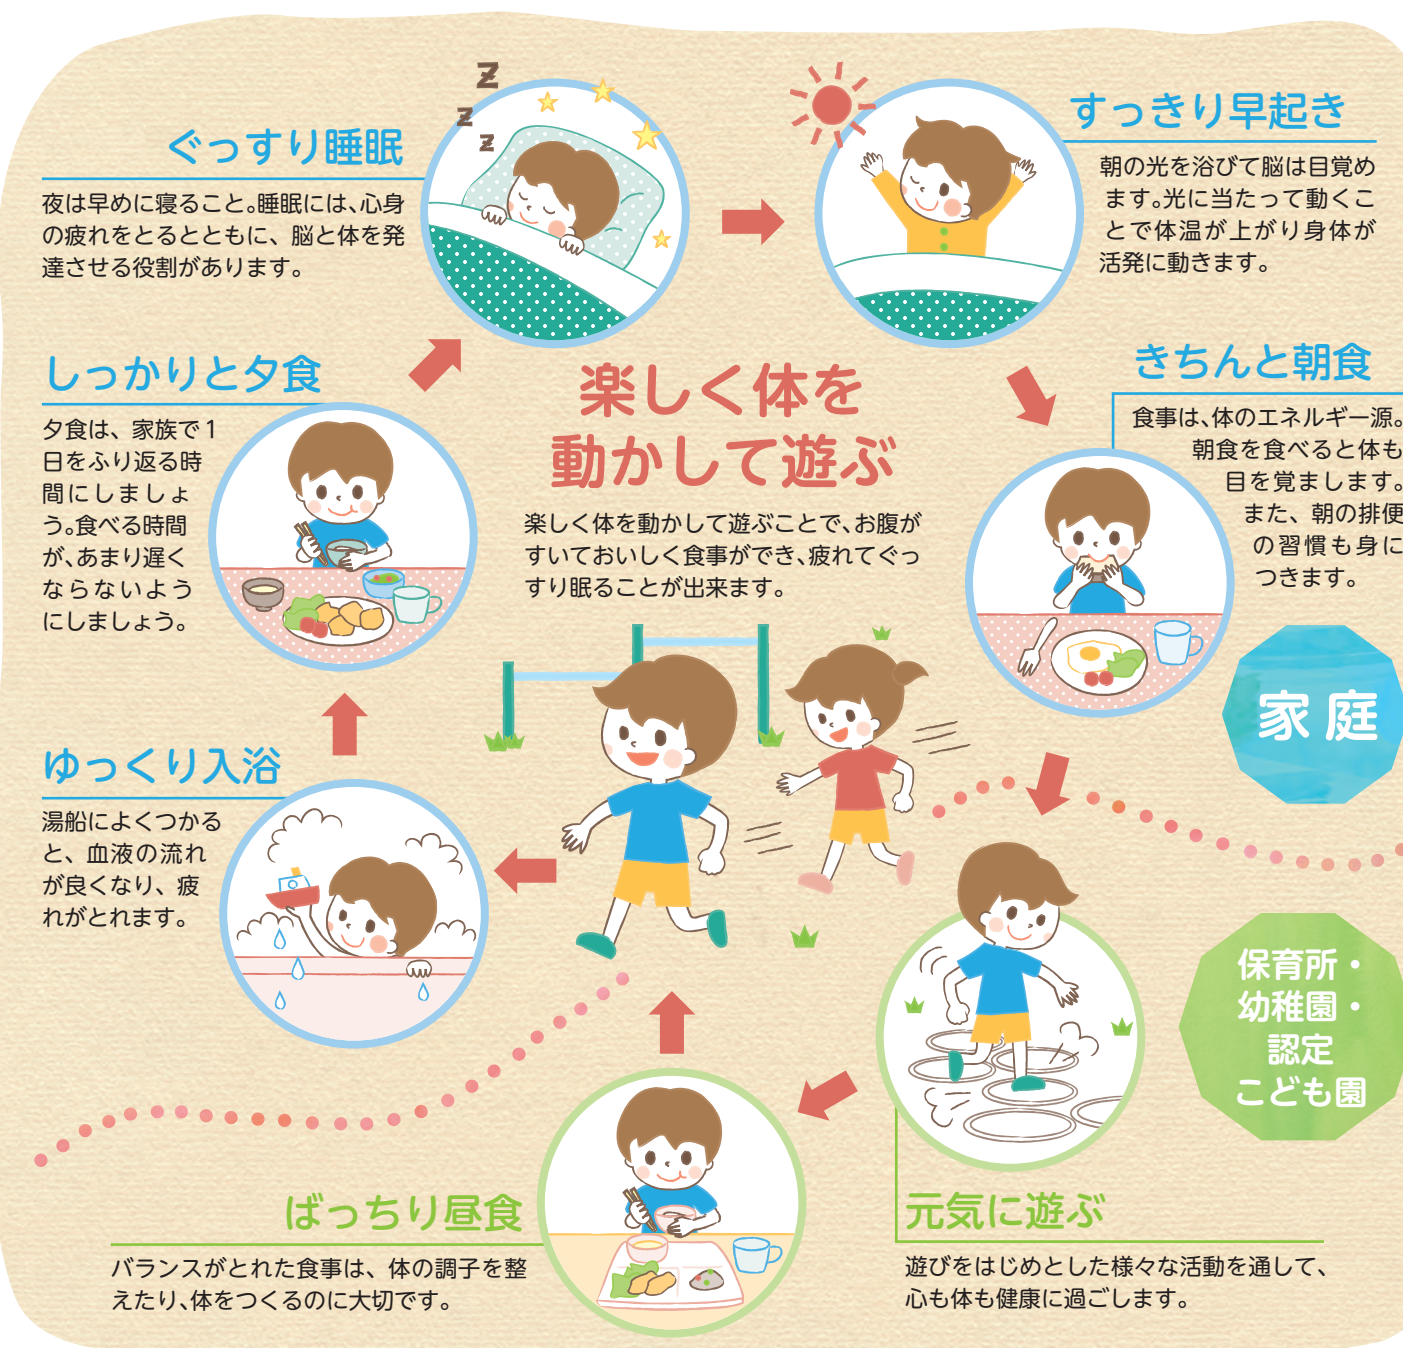 Z
Z
Z
ぐっすり睡眠
夜は早めに寝ること。睡眠には、心身
の疲れをとるとともに、脳と体を発
達させる役割があります。
すっきり早起き
朝の光を浴びて脳は目覚め
ます。光に当たって動くこ
とで体温が上がり身体が
活発に動きます。
きちんと朝食
食事は、体のエネルギー源。
朝食を食べると体も
目を覚まします。
また、朝の排便
の習慣も身に
つきます。
しっかりと夕食
夕食は、家族で1
日をふり返る時
間にしましょ
う。食べる時間
が、あまり遅く
ならないよう
にしましょう。
楽しく体を
動かして遊ぶ
楽しく体を動かして遊ぶことで、お腹が
すいておいしく食事ができ、疲れてぐっ
すり眠ることが出来ます。
家庭
ゆっくり入浴
湯船によくつかる
と、血液の流れ
が良くなり、疲
れがとれます。
保育所・
幼稚園・
認定
こども園
元気に遊ぶ
遊びをはじめとした様々な活動を通して、
心も体も健康に過ごします。
ばっちり昼食
バランスがとれた食事は、体の調子を整
えたり、体をつくるのに大切です。